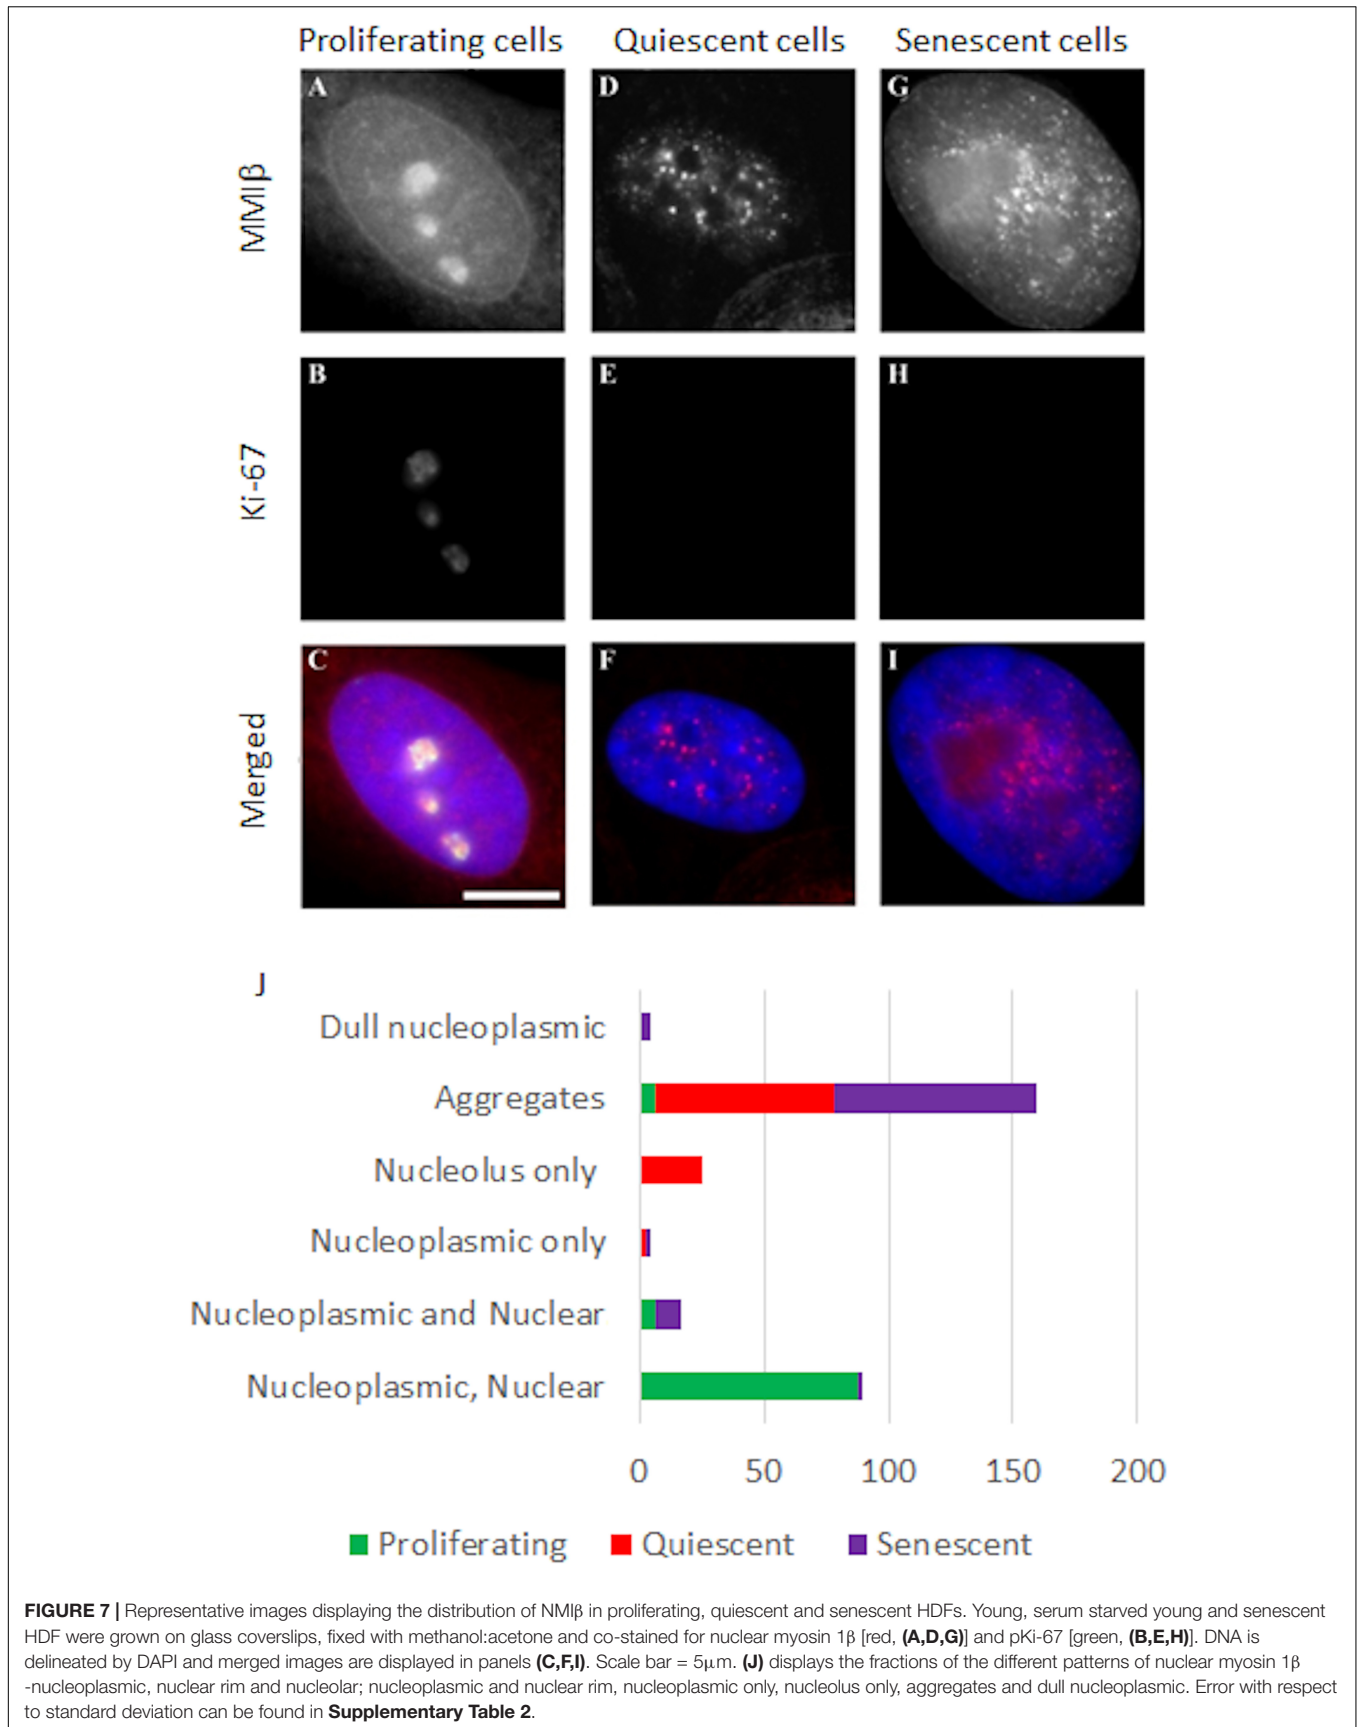 Proliferating cells Quiescent cells Senescent cells
A D G
MMIβ
B E H
Ki-67
C F I
Merged
J
Dull nucleoplasmic
Aggregates
Nucleolus only
Nucleoplasmic only
Nucleoplasmic and Nuclear
Nucleoplasmic, Nuclear
0 50 100 150 200
Proliferating Quiescent Senescent
FIGURE 7 | Representative images displaying the distribution of NMIβ in proliferating, quiescent and senescent HDFs. Young, serum starved young and senescent
HDF were grown on glass coverslips, fixed with methanol:acetone and co-stained for nuclear myosin 1β [red, (A,D,G)] and pKi-67 [green, (B,E,H)]. DNA is
delineated by DAPI and merged images are displayed in panels (C,F,I). Scale bar = 5μm. (J) displays the fractions of the different patterns of nuclear myosin 1β
-nucleoplasmic, nuclear rim and nucleolar; nucleoplasmic and nuclear rim, nucleoplasmic only, nucleolus only, aggregates and dull nucleoplasmic. Error with respect
to standard deviation can be found in Supplementary Table 2.